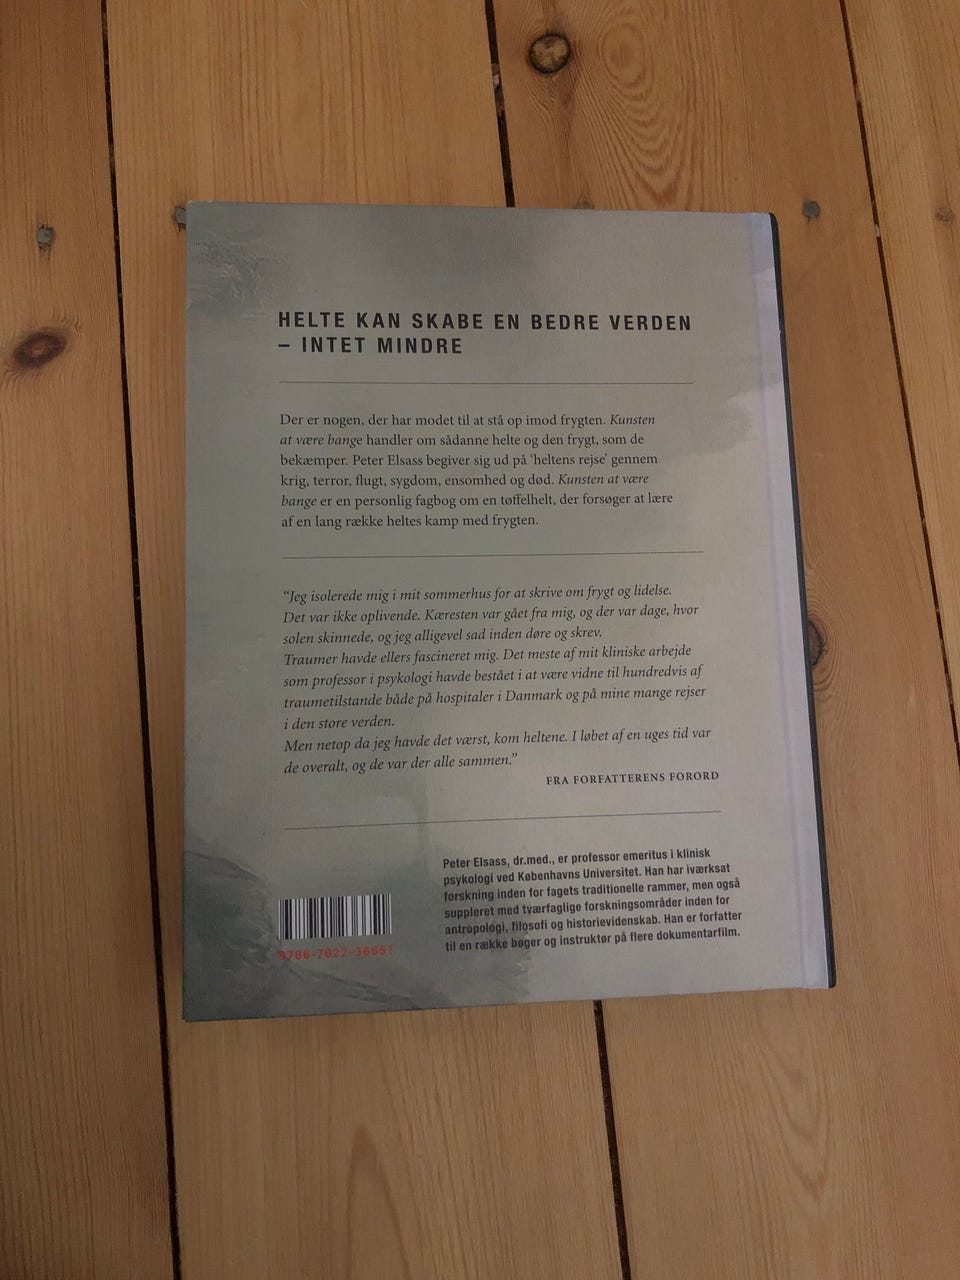 HELTE KAN SKABE EN BEDRE VERDEN
– INTET MINDRE
Der er nogen, der har modet til at stå op imod frygten. Kunsten
at være bange handler om sådanne helte og den frygt, som de
bekæmper. Peter Elsass begiver sig ud på ‘heltens rejse’ gennem
krig, terror, flugt, sygdom, ensomhed og død. Kunsten at være
bange er en personlig fagbog om en tøffelhelt, der forsøger at lære
af en lang række heltes kamp med frygten.
“Jeg isolerede mig i mit sommerhus for at skrive om frygt og lidelse.
Det var ikke oplivende. Kæresten var gået fra mig, og der var dage, hvor
solen skinnede, og jeg alligevel sad inden døre og skrev.
Traumer havde ellers fascineret mig. Det meste af mit kliniske arbejde
som professor i psykologi havde bestået i at være vidne til hundredvis af
traumetilstande både på hospitaler i Danmark og på mine mange rejser
i den store verden.
Men netop da jeg havde det værst, kom heltene. I løbet af en uges tid var
de overalt, og de var der alle sammen.”
FRA FORFATTERENS FORORD
Peter Elsass, dr.med., er professor emeritus i klinisk
psykologi ved Københavns Universitet. Han har iværksat
forskning inden for fagets traditionelle rammer, men også
suppleret med tværfaglige forskningsområder inden for
antropologi, filosofi og historievidenskab. Han er forfatter
til en række bøger og instruktør på flere dokumentarfilm.